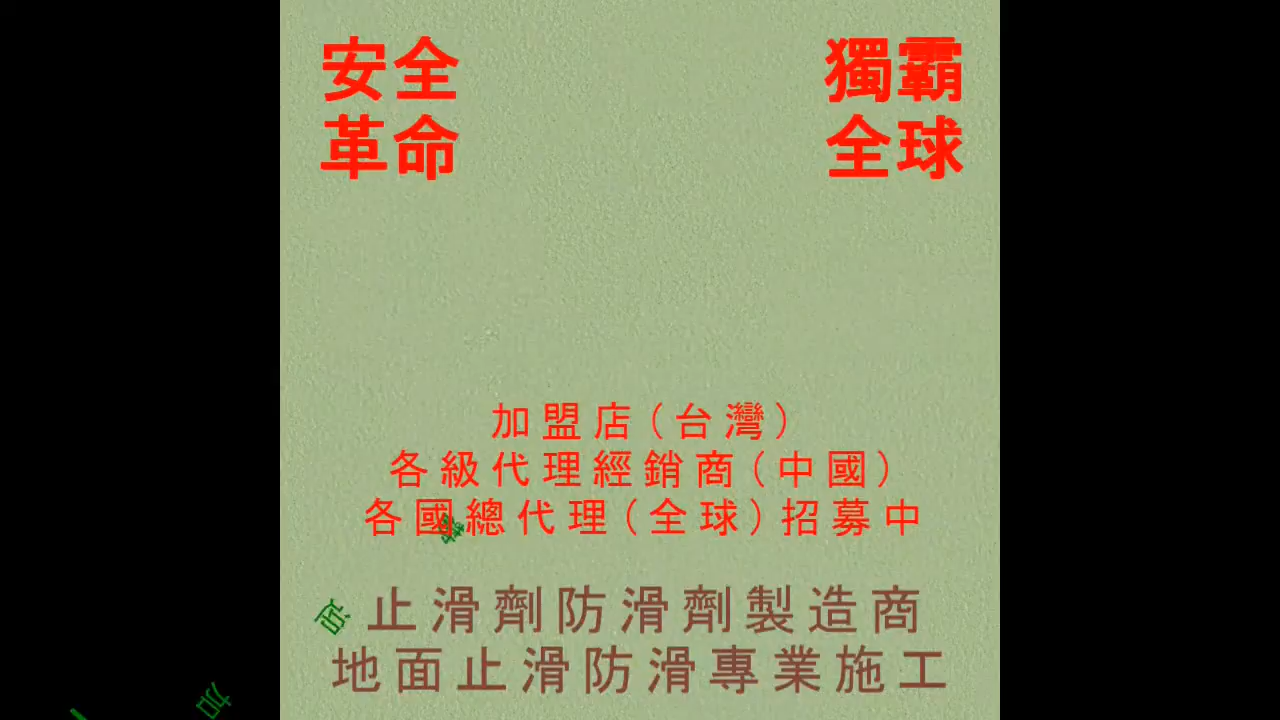 安全
革命
獨霸
全球
加盟店(台灣)
各級代理經銷商(中國)
各國總代理(全球)招募中
止滑劑防滑劑製造商
地面止滑防滑專業施工
加